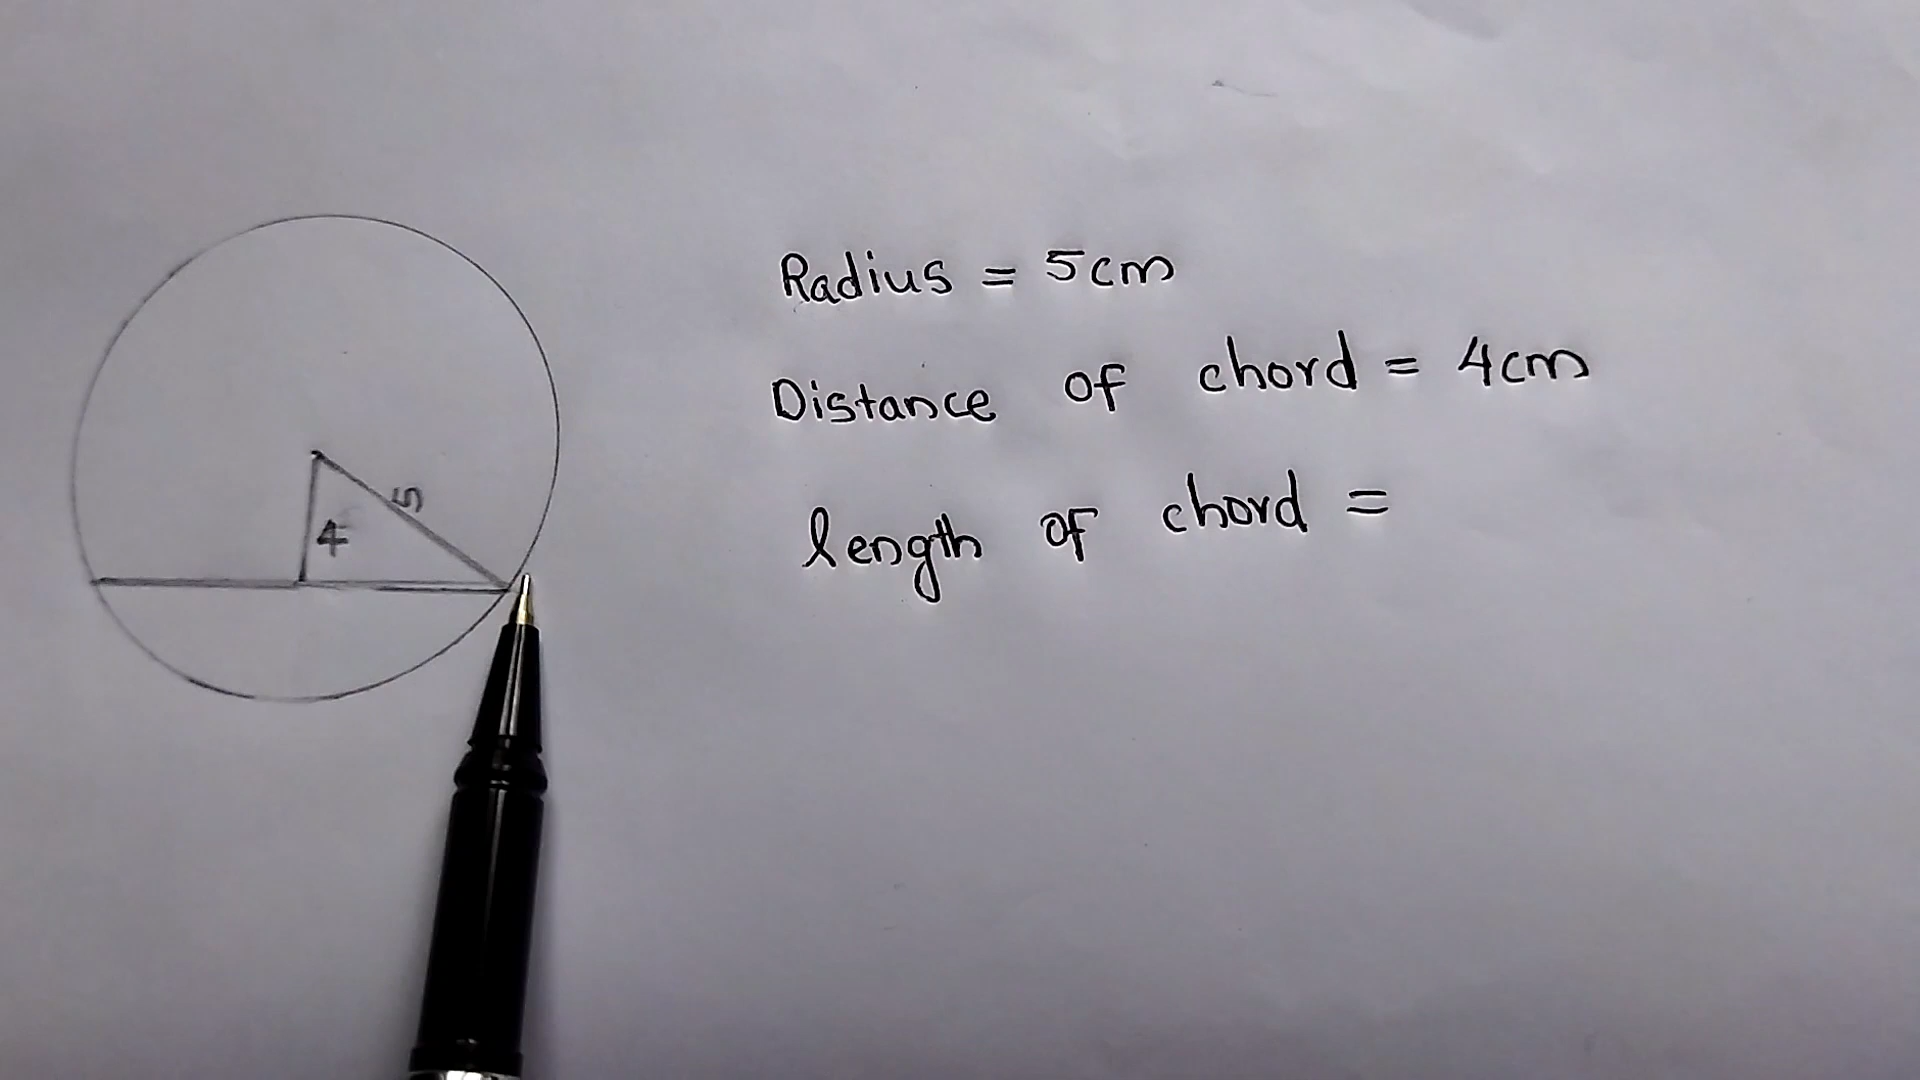 Radius = 5cm
Distance of chord = 4cm
length of chord =
5
4